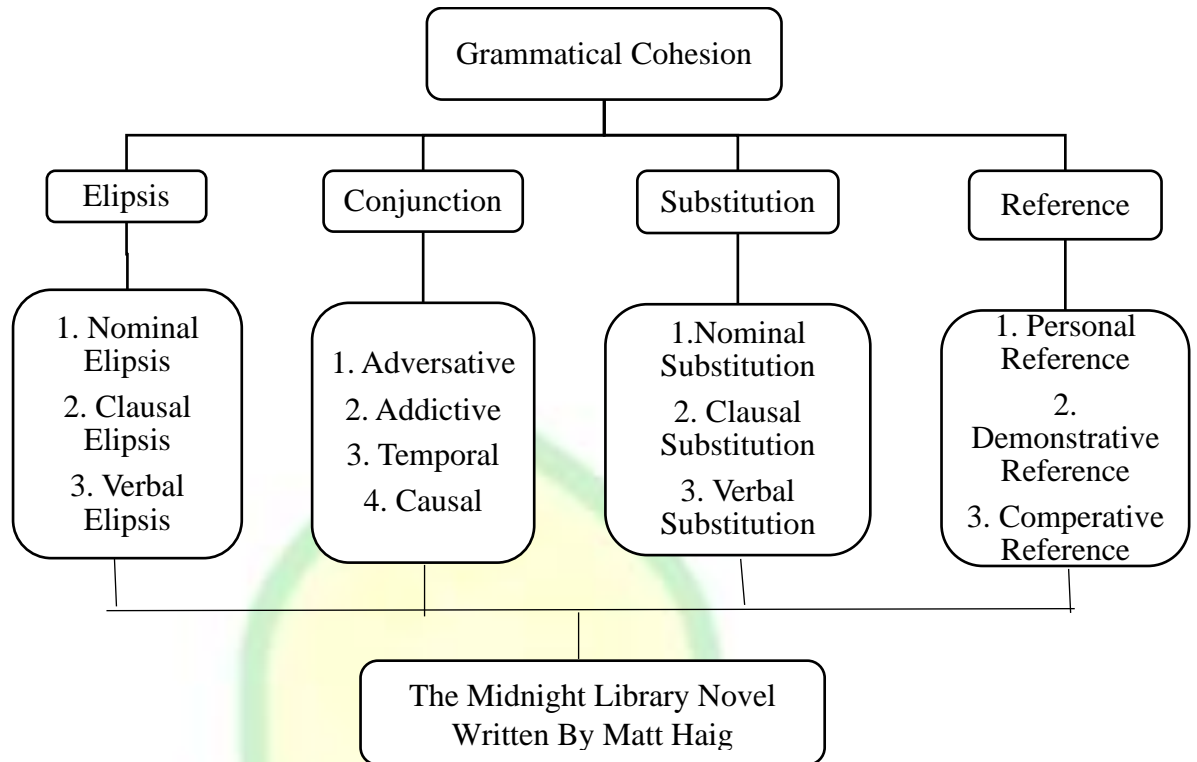 Grammatical Cohesion
Elipsis
Conjunction
Substitution
Reference
1. Nominal
Elipsis
2. Clausal
Elipsis
3. Verbal
Elipsis
1. Adversative
2. Addictive
3. Temporal
4. Causal
1.Nominal
Substitution
2. Clausal
Substitution
3. Verbal
Substitution
1. Personal
Reference
2.
Demonstrative
Reference
3. Comperative
Reference
The Midnight Library Novel
Written By Matt Haig